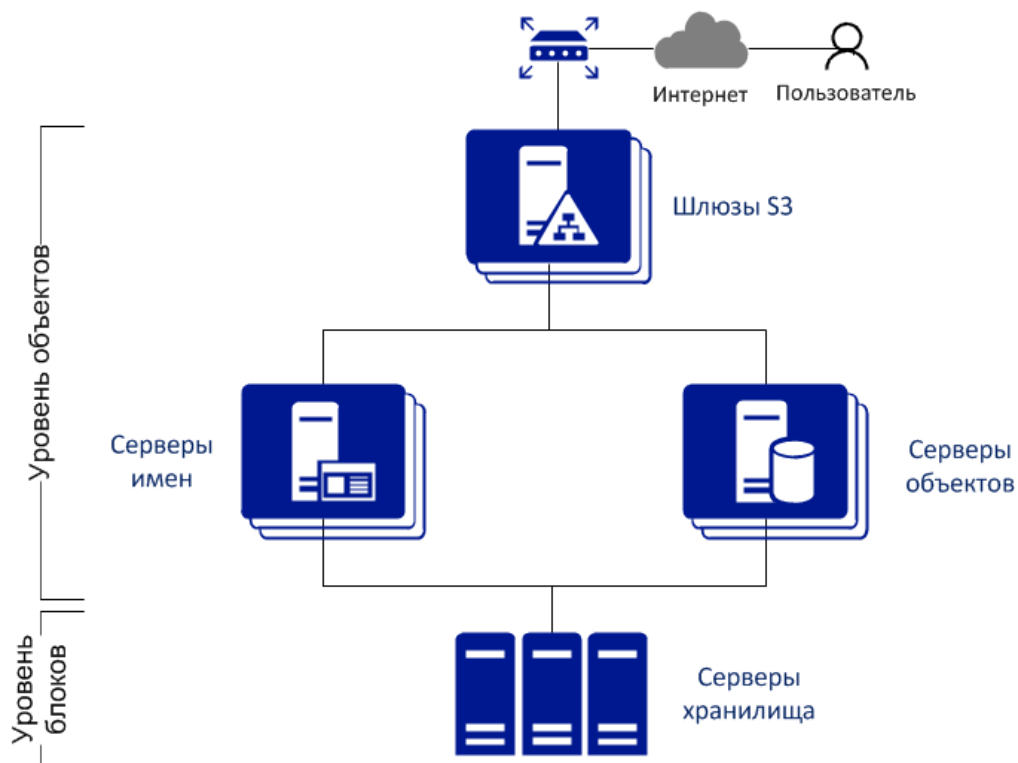 Интернет
Пользователь
Шлюзы S3
Уровень объектов
Серверы
имен
Серверы
объектов
Уровень
блоков
Серверы
хранилища